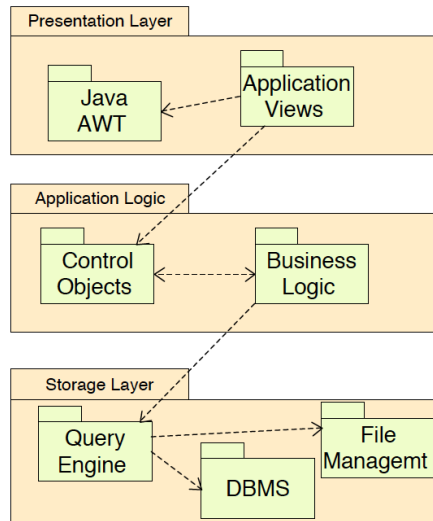 Presentation Layer
Java
AWT
Application
Views
Application Logic
Control
Objects
Business
Logic
Storage Layer
Query
Engine
DBMS
File
Managemt